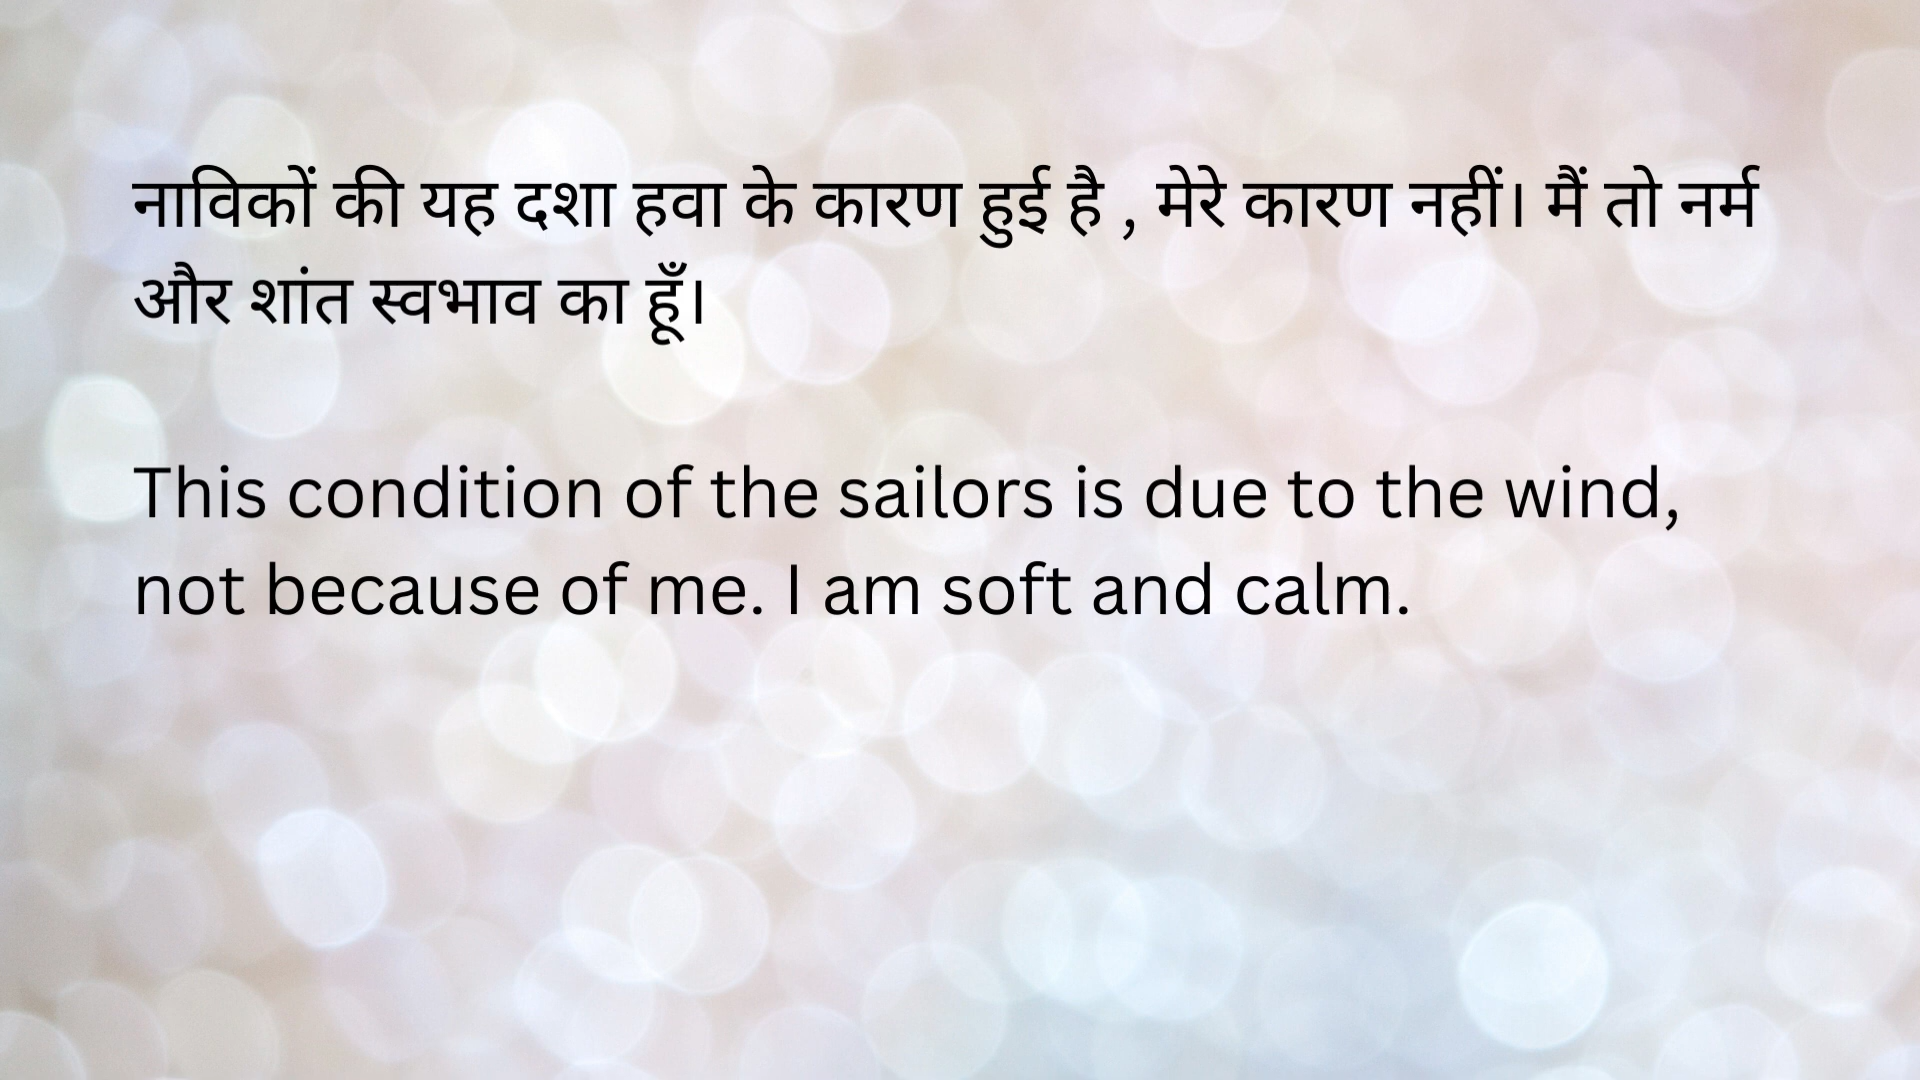 नाविकों की यह दशा हवा के कारण हुई है , मेरे कारण नहीं। मैं तो नर्म
और शांत स्वभाव का हूँ।
This condition of the sailors is due to the wind,
not because of me. I am soft and calm.